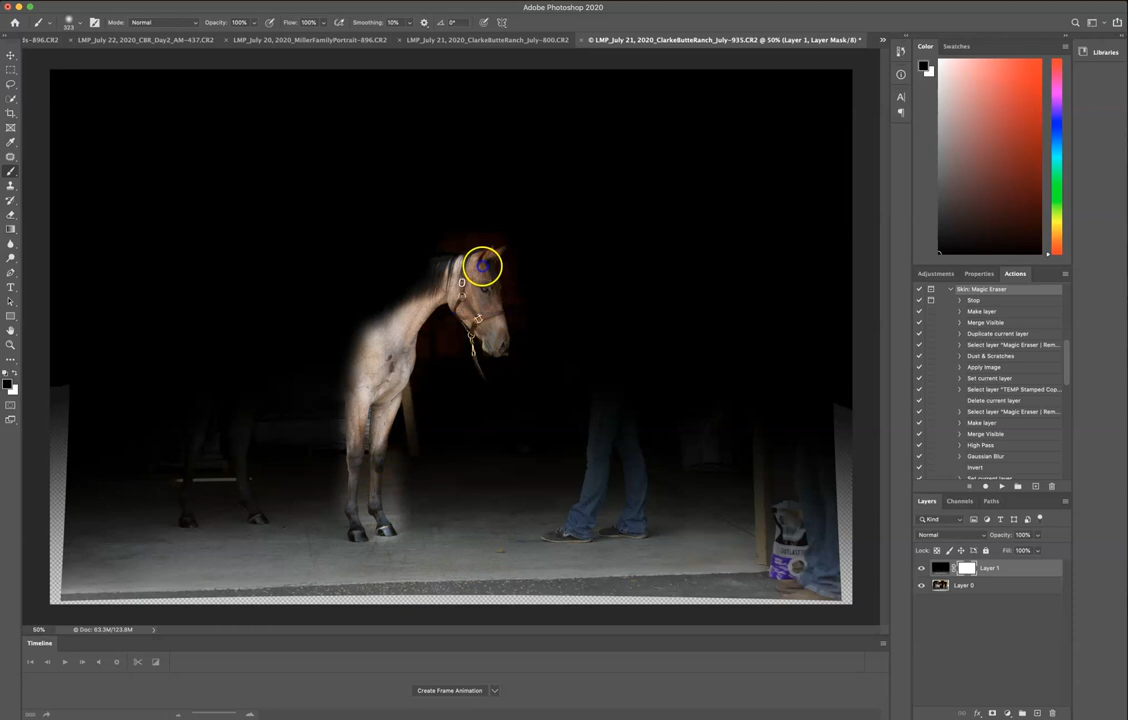 Adobe Photoshop 2020
323
Mode: Normal
Opacity: 100%
Flow: 100%
Smoothing: 10%
0°
ds-896.CR2
LMP_July 22, 2020_CBR_Day2_AM-437.CR2
LMP_July 20, 2020_MillerFamilyPortrait-896.CR2
LMP_July 21, 2020_ClarkeButteRanch_July-800.CR2
© LMP_July 21, 2020_ClarkeButteRanch_July-935.CR2 @ 50% (Layer 1, Layer Mask/8) *
Color
Swatches
Libraries
Adjustments
Properties
Actions
Skin: Magic Eraser
Stop
Make layer
Merge Visible
Duplicate current layer
Select layer "Magic Eraser | Rem...
Dust & Scratches
Apply Image
Set current layer
Select layer "TEMP Stamped Cop...
Delete current layer
Select layer "Magic Eraser | Rem...
Make layer
Merge Visible
High Pass
Gaussian Blur
Invert
Set current layer
Layers
Channels
Paths
Kind
Normal
Opacity: 100%
Lock:
Fill: 100%
Layer 1
Layer 0
50%
Doc: 83.3M/123.8M
Timeline
Create Frame Animation